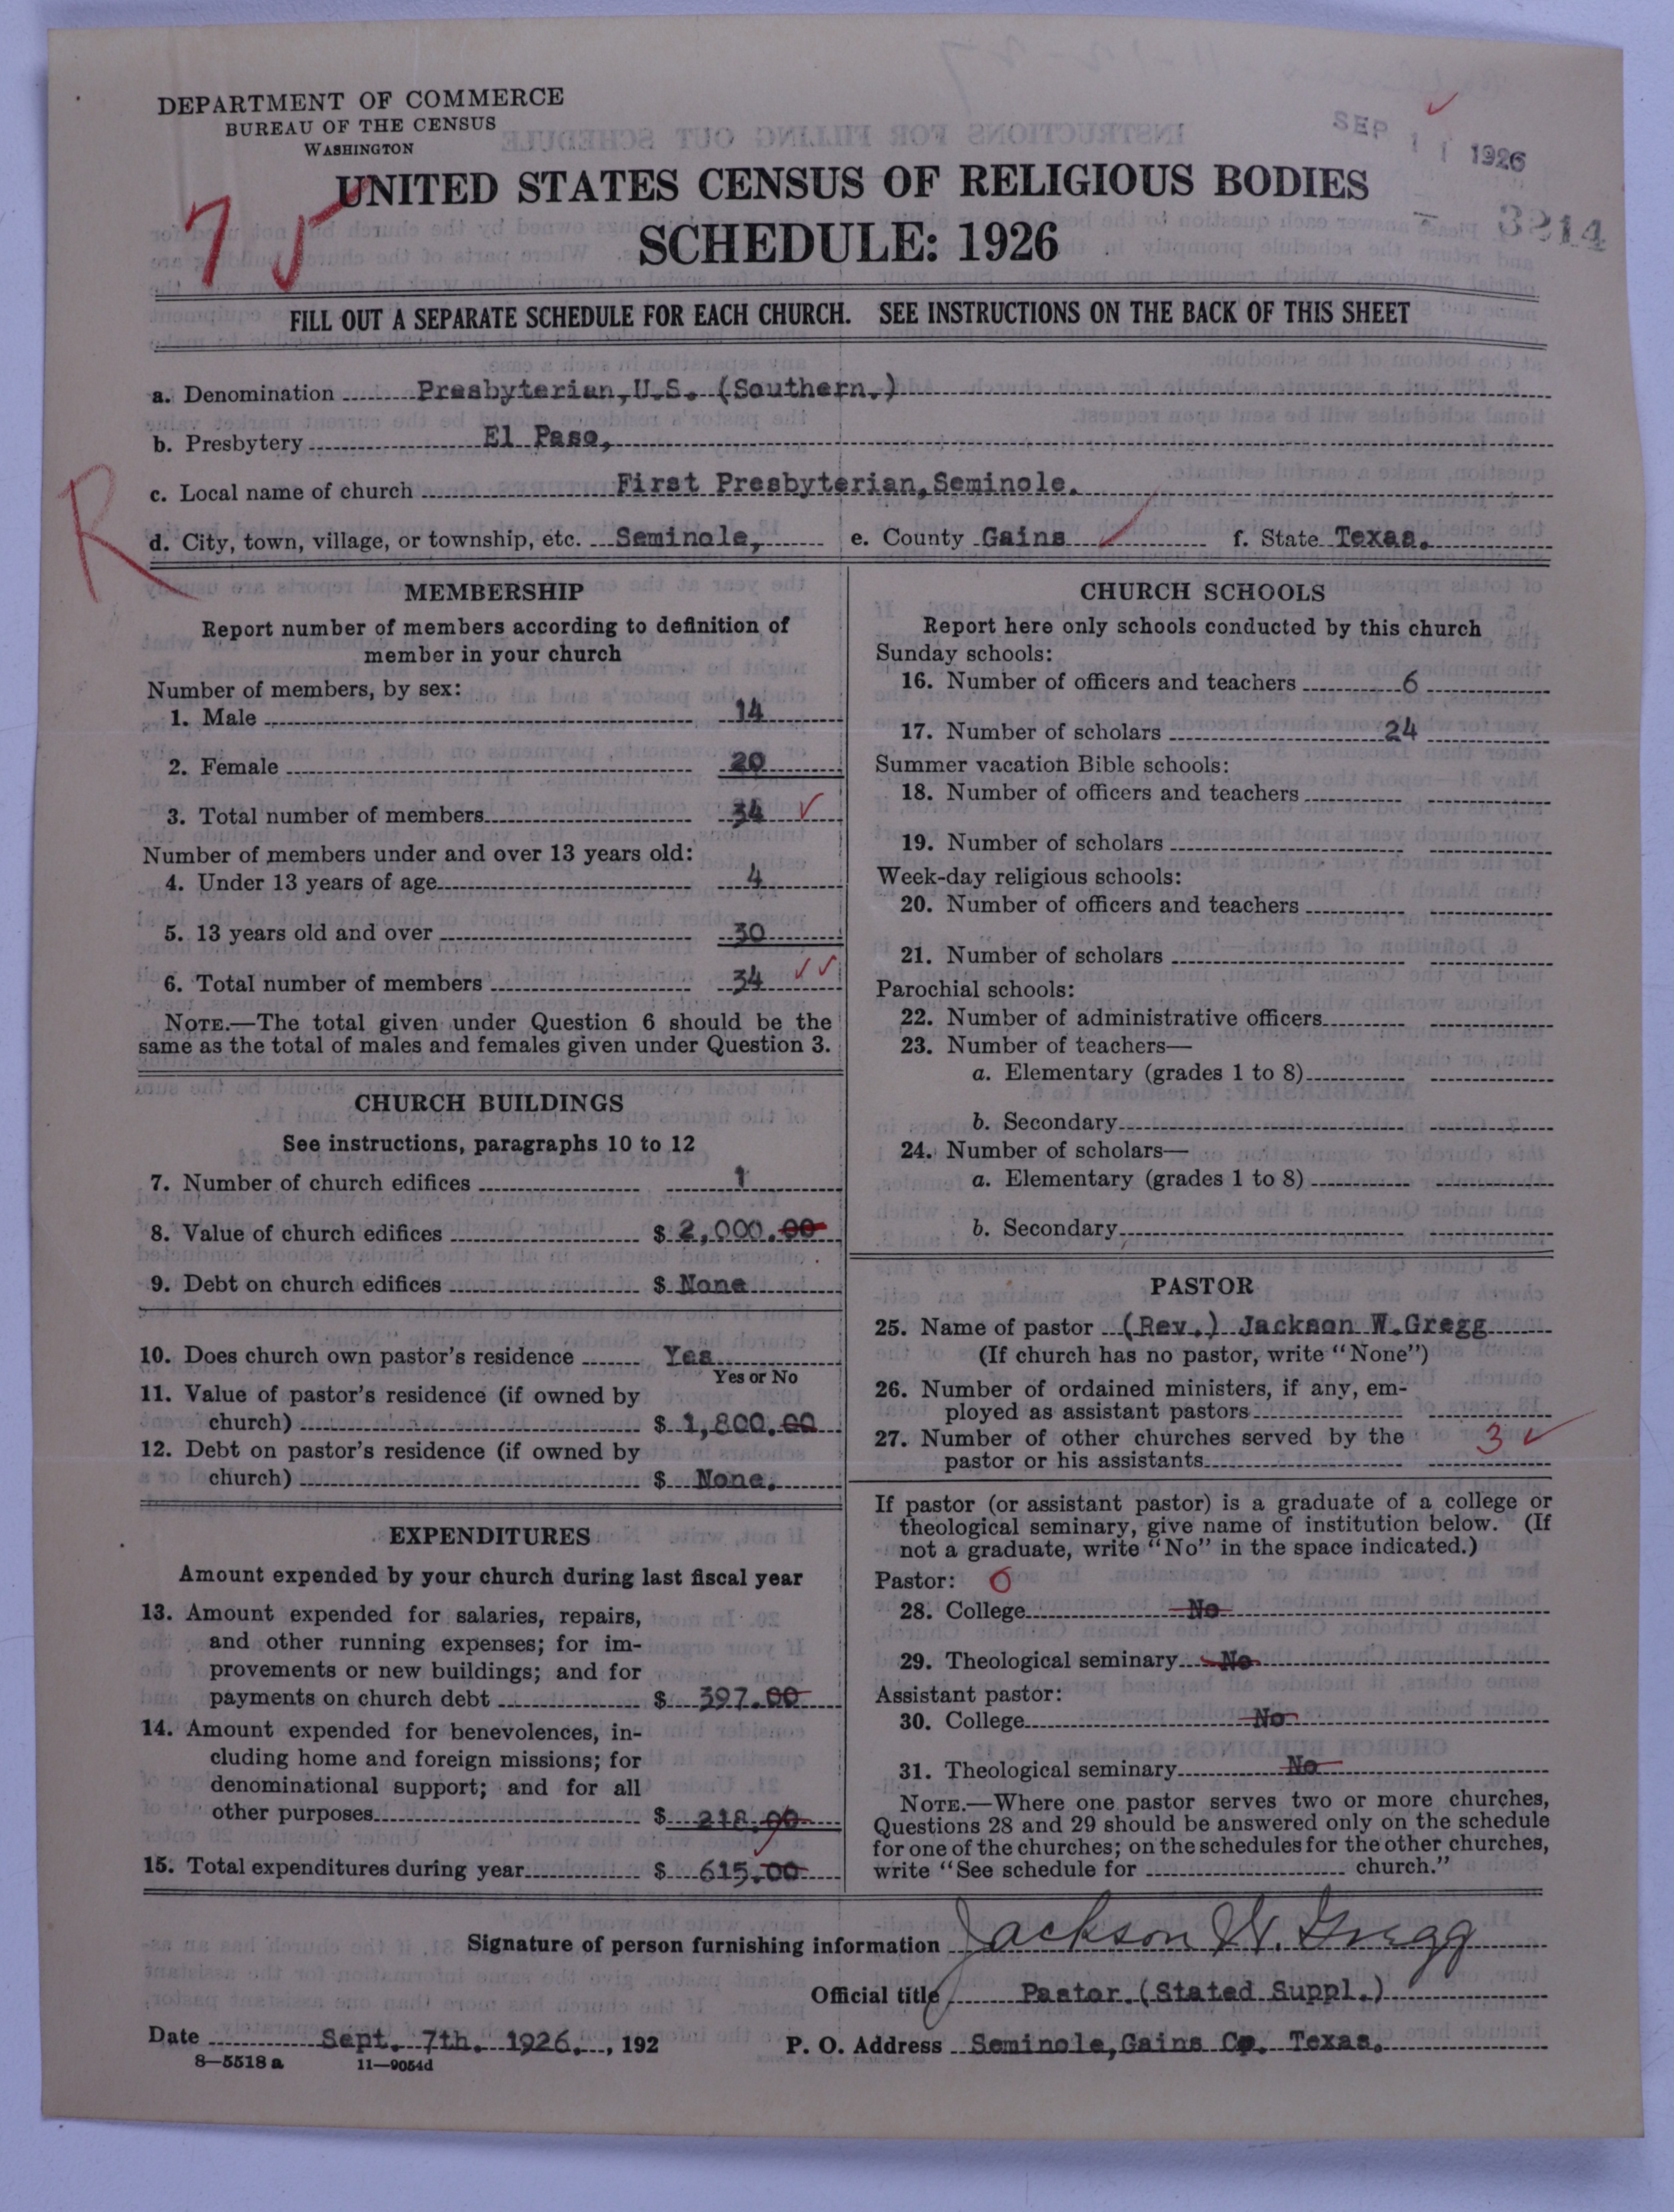 DEPARTMENT OF COMMERCE
BUREAU OF THE CENSUS
WASHINGTON
SEP 11 1926
UNITED STATES CENSUS OF RELIGIOUS BODIES
SCHEDULE: 1926
3214
75
FILL OUT A SEPARATE SCHEDULE FOR EACH CHURCH. SEE INSTRUCTIONS ON THE BACK OF THIS SHEET
a. Denomination Presbyterian,U.S. (Southern.)
b. Presbytery El Paso,
c. Local name of church First Presbyterian,Seminole.
R
d. City, town, village, or township, etc. Seminole, e. County Gains f. State Texas.
MEMBERSHIP
Report number of members according to definition of
member in your church
Number of members, by sex:
1. Male 14
2. Female 20
3. Total number of members 34
Number of members under and over 13 years old:
4. Under 13 years of age 4
5. 13 years old and over 30
6. Total number of members 34
NOTE.—The total given under Question 6 should be the
same as the total of males and females given under Question 3.
CHURCH BUILDINGS
See instructions, paragraphs 10 to 12
7. Number of church edifices 1
8. Value of church edifices $ 2,000.00
9. Debt on church edifices $ None
10. Does church own pastor's residence Yes
Yes or No
11. Value of pastor's residence (if owned by
church) $ 1,800.00
12. Debt on pastor's residence (if owned by
church) $ None.
EXPENDITURES
Amount expended by your church during last fiscal year
13. Amount expended for salaries, repairs,
and other running expenses; for im-
provements or new buildings; and for
payments on church debt $ 397.00
14. Amount expended for benevolences, in-
cluding home and foreign missions; for
denominational support; and for all
other purposes $ 218.00
15. Total expenditures during year $ 615.00
CHURCH SCHOOLS
Report here only schools conducted by this church
Sunday schools:
16. Number of officers and teachers 6
17. Number of scholars 24
Summer vacation Bible schools:
18. Number of officers and teachers
19. Number of scholars
Week-day religious schools:
20. Number of officers and teachers
21. Number of scholars
Parochial schools:
22. Number of administrative officers
23. Number of teachers—
a. Elementary (grades 1 to 8)
b. Secondary
24. Number of scholars—
a. Elementary (grades 1 to 8)
b. Secondary
PASTOR
25. Name of pastor (Rev.) Jackson W.Gregg
(If church has no pastor, write "None")
26. Number of ordained ministers, if any, em-
ployed as assistant pastors
27. Number of other churches served by the
pastor or his assistants 3
If pastor (or assistant pastor) is a graduate of a college or
theological seminary, give name of institution below. (If
not a graduate, write "No" in the space indicated.)
Pastor: 0
28. College No
29. Theological seminary No
Assistant pastor:
30. College No
31. Theological seminary No
NOTE.—Where one pastor serves two or more churches,
Questions 28 and 29 should be answered only on the schedule
for one of the churches; on the schedules for the other churches,
write "See schedule for church."
Signature of person furnishing information Jackson W. Gregg
Official title Pastor.(Stated Suppl.)
Date Sept. 7th. 1926. , 192 P. O. Address Seminole,Gains Co. Texas.
8—5518 a 11—9054d